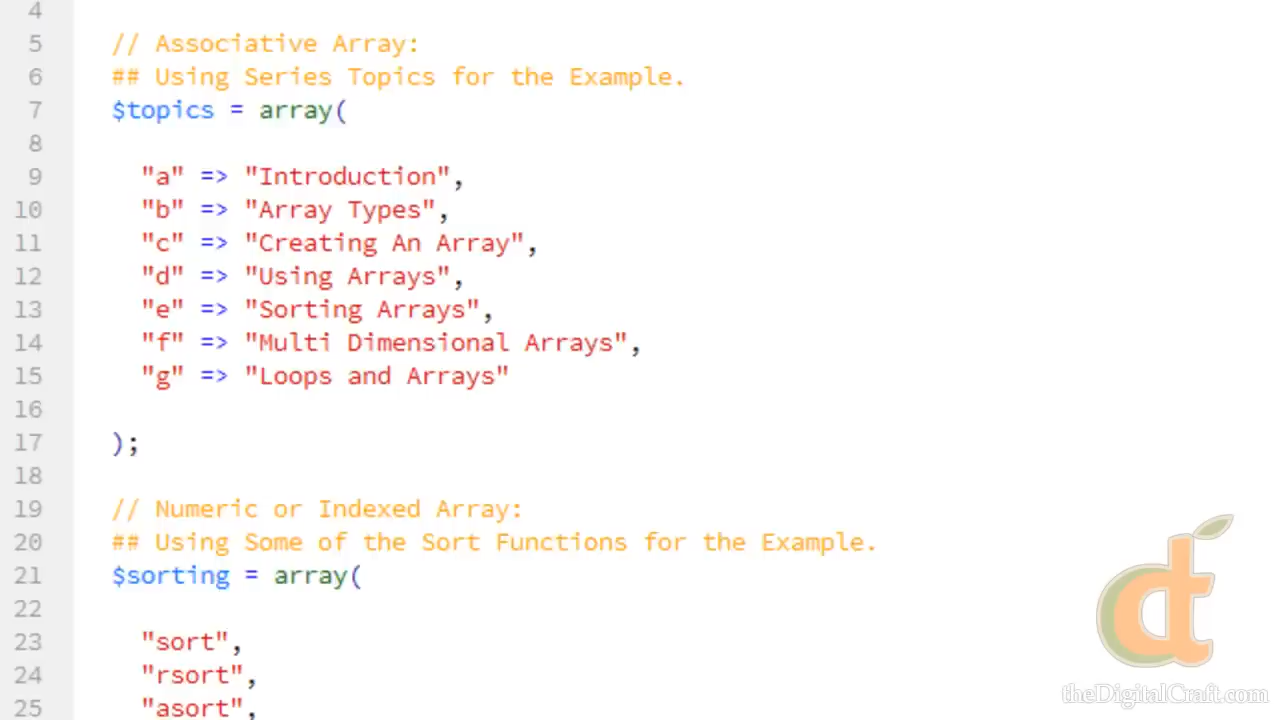 4
5 // Associative Array:
6 ## Using Series Topics for the Example.
7 $topics = array(
8
9 "a" => "Introduction",
10 "b" => "Array Types",
11 "c" => "Creating An Array",
12 "d" => "Using Arrays",
13 "e" => "Sorting Arrays",
14 "f" => "Multi Dimensional Arrays",
15 "g" => "Loops and Arrays"
16
17 );
18
19 // Numeric or Indexed Array:
20 ## Using Some of the Sort Functions for the Example.
21 $sorting = array(
22
23 "sort",
24 "rsort",
25 "asort",
theDigitalCraft.com